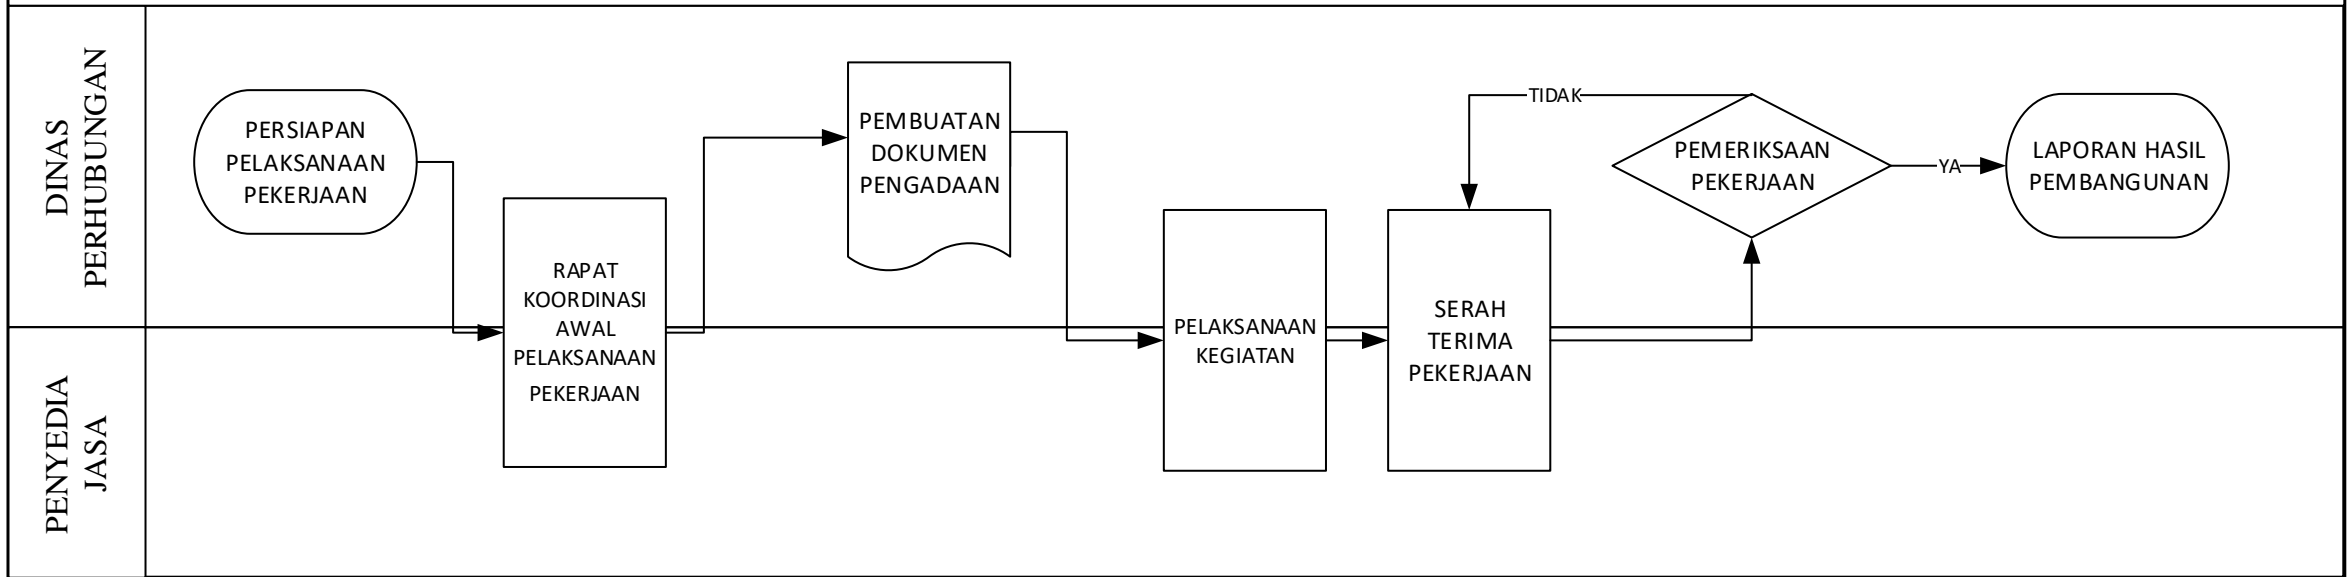 DINAS
PERHUBUNGAN
PERSIAPAN
PELAKSANAAN
PEKERJAAN
RAPAT
KOORDINASI
AWAL
PELAKSANAAN
PEKERJAAN
PEMBUATAN
DOKUMEN
PENGADAAN
PELAKSANAAN
KEGIATAN
SERAH
TERIMA
PEKERJAAN
TIDAK
PEMERIKSAAN
PEKERJAAN
YA
LAPORAN HASIL
PEMBANGUNAN
PENYEDIA
JASA